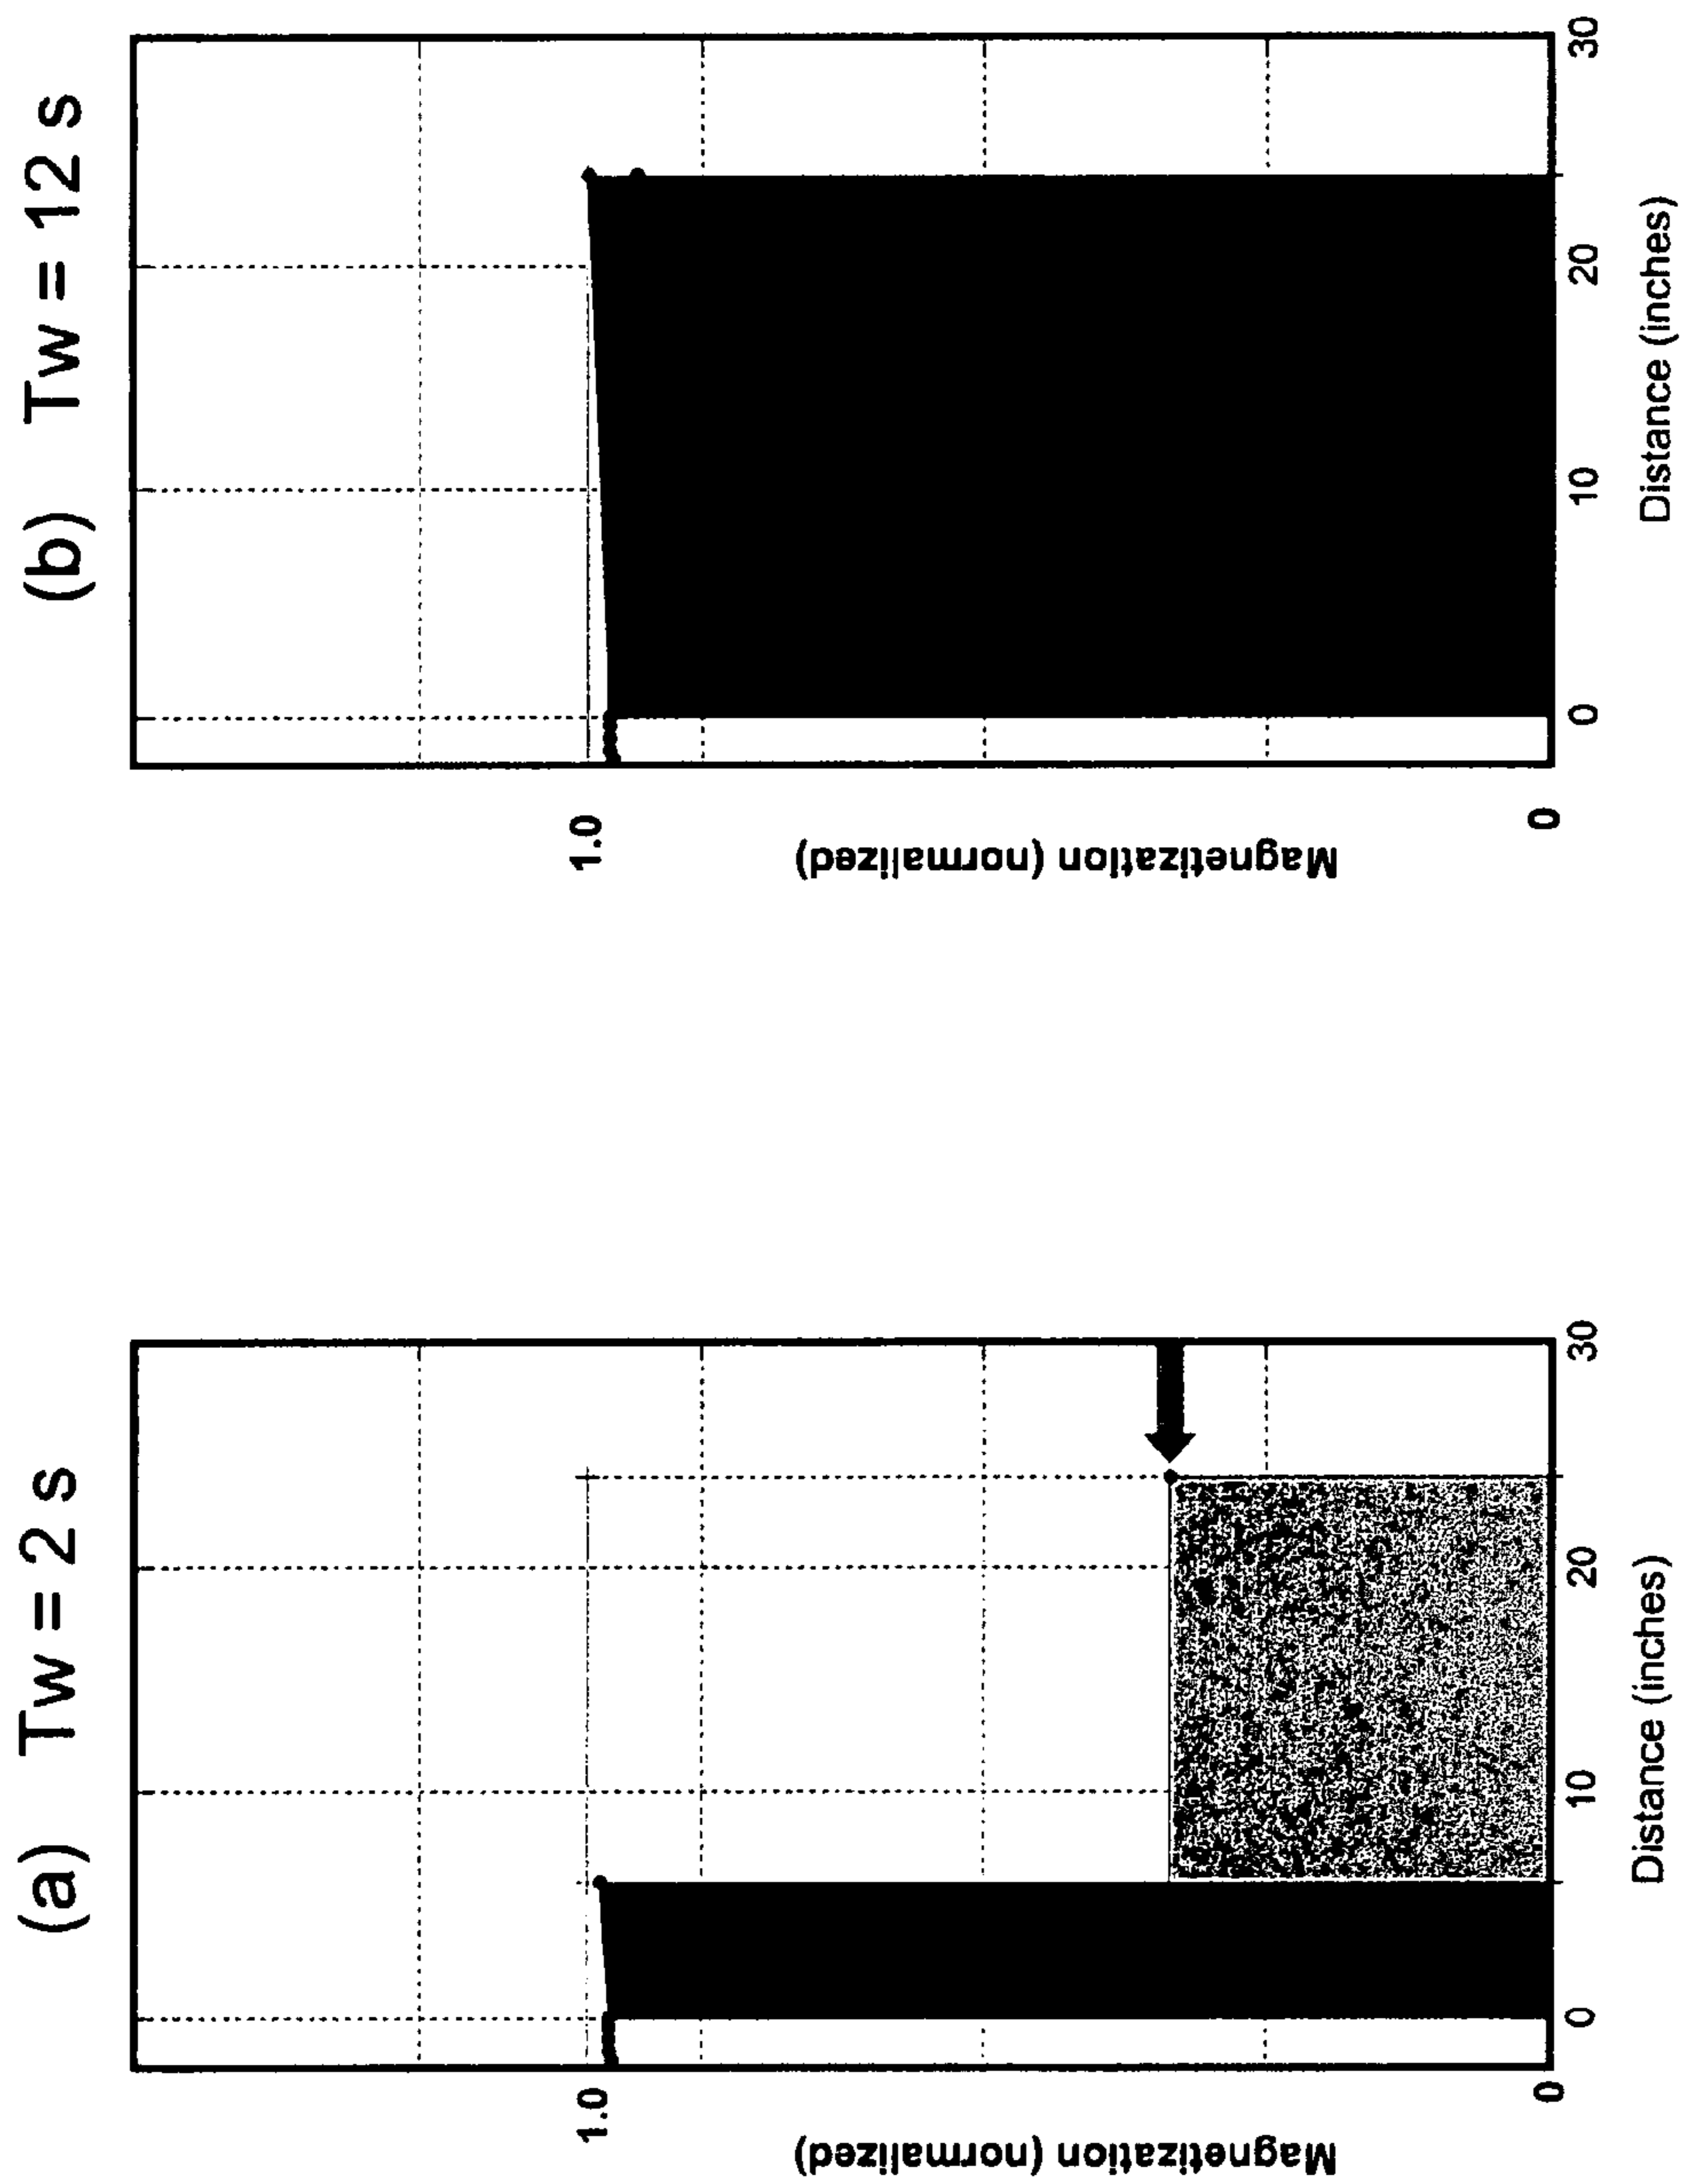 (a) Tw = 2 s
Magnetization (normalized)
1.0
0
0 10 20 30
Distance (inches)
(b) Tw = 12 s
Magnetization (normalized)
1.0
0
0 10 20 30
Distance (inches)